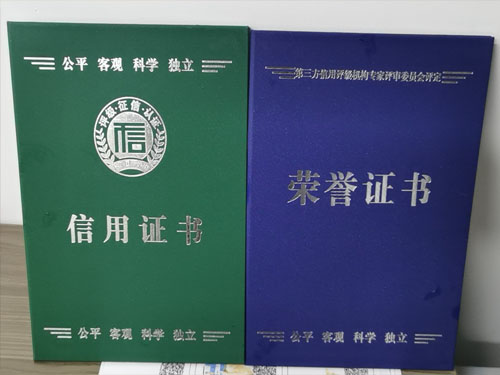 公平 客观 科学 独立
评级·征信·认证
信
信用证书
公平 客观 科学 独立
第三方信用评级机构专家评审委员会评定
荣誉证书
公平 客观 科学 独立